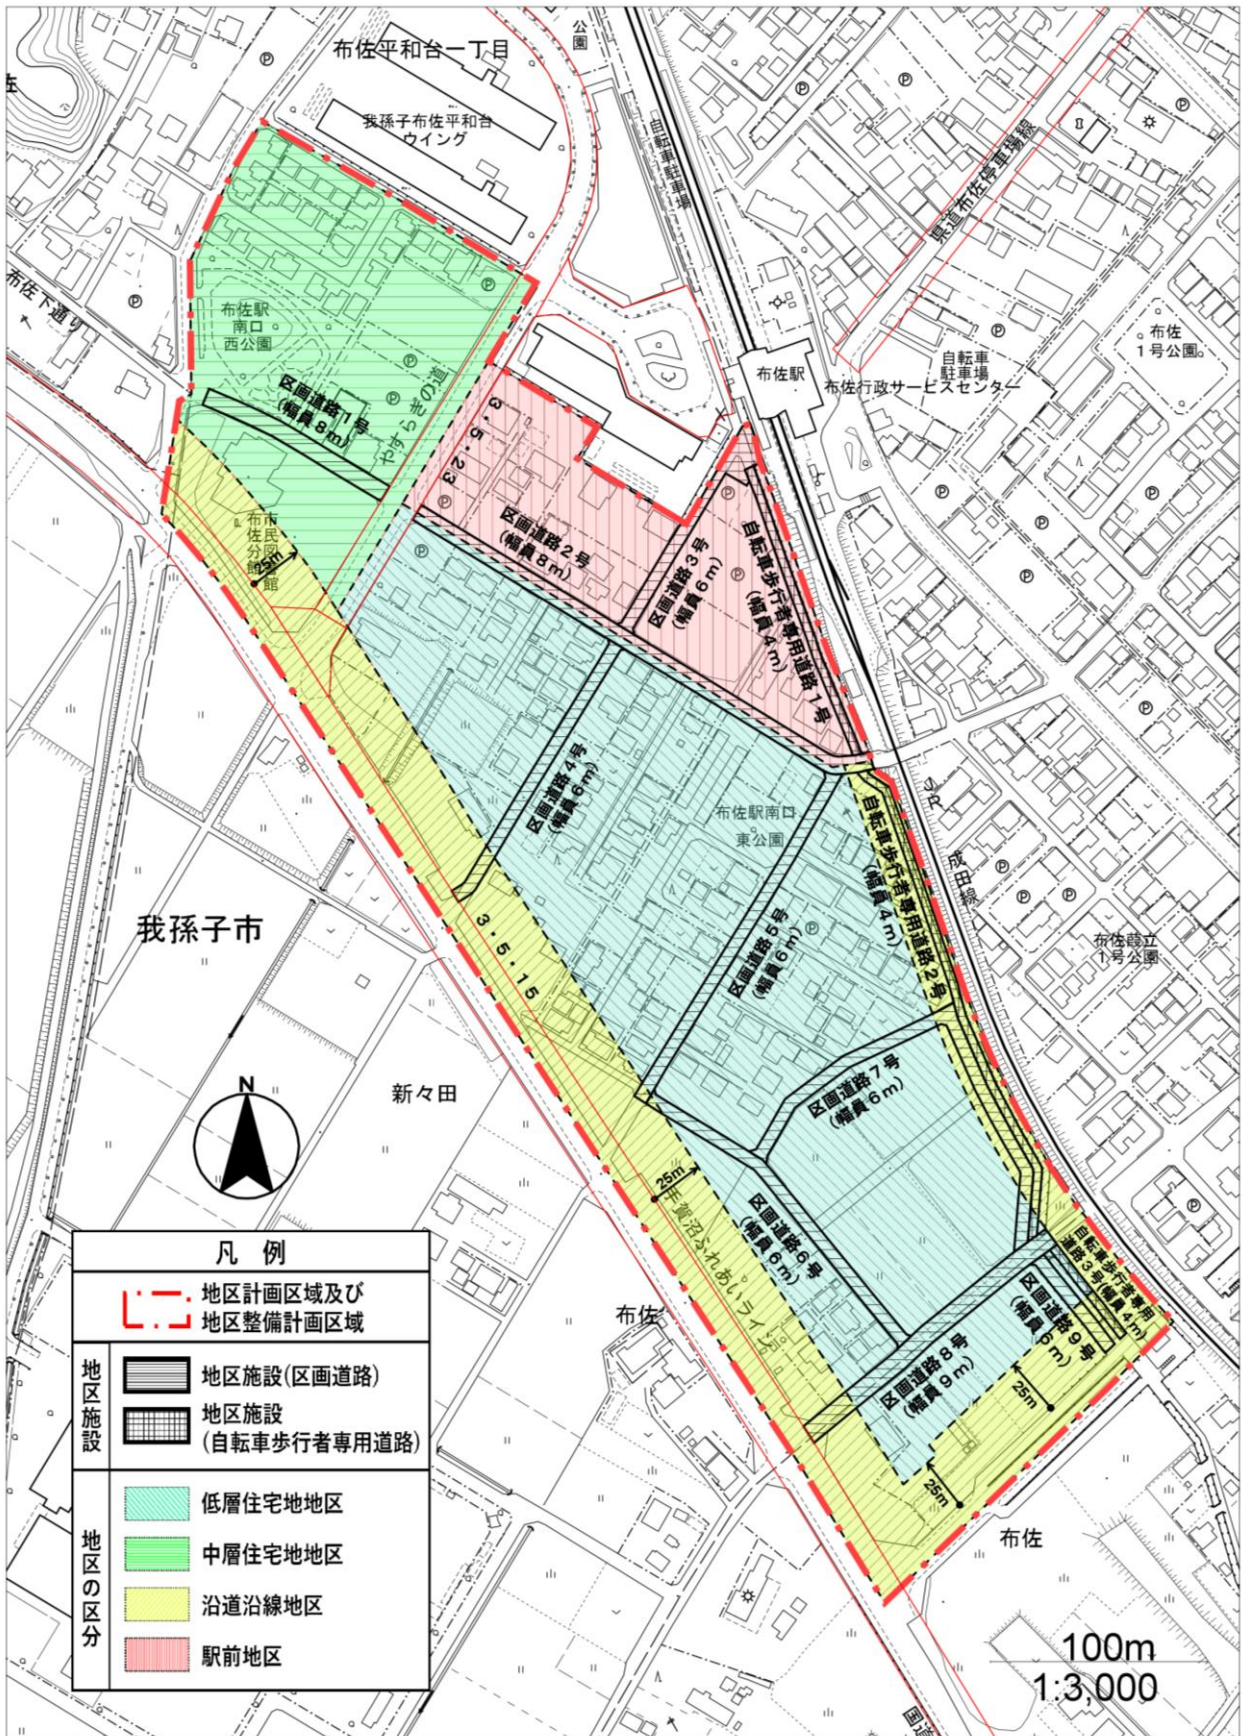 公園
布佐平和台一丁目
我孫子布佐平和台
ウイング
自転車駐車場
県道布佐停車場線
布佐下通り
布佐駅
南口
西公園
区画道路1号
(幅員8m)
やすらぎの道
布佐駅
自転車
駐車場
布佐行政サービスセンター
布佐
1号公園
3・5・23
区画道路2号
(幅員8m)
区画道路3号
(幅員6m)
自転車歩行者専用道路1号
(幅員4m)
25m
区画道路4号
(幅員6m)
布佐駅南口
東公園
自転車歩行者専用道路2号
(幅員4m)
JR
成田線
我孫子市
3・5・15
区画道路5号
(幅員6m)
布佐葭立
1号公園
新々田
N
区画道路7号
(幅員6m)
25m
手賀沼ふれあいライン
区画道路6号
(幅員6m)
自転車歩行者専用
道路3号(幅員4m)
区画道路9号
(幅員6m)
布佐
区画道路8号
(幅員9m)
25m
25m
布佐
凡 例
地区計画区域及び
地区整備計画区域
地区施設
地区施設(区画道路)
地区施設
(自転車歩行者専用道路)
地区の区分
低層住宅地地区
中層住宅地地区
沿道沿線地区
駅前地区
100m
1:3,000